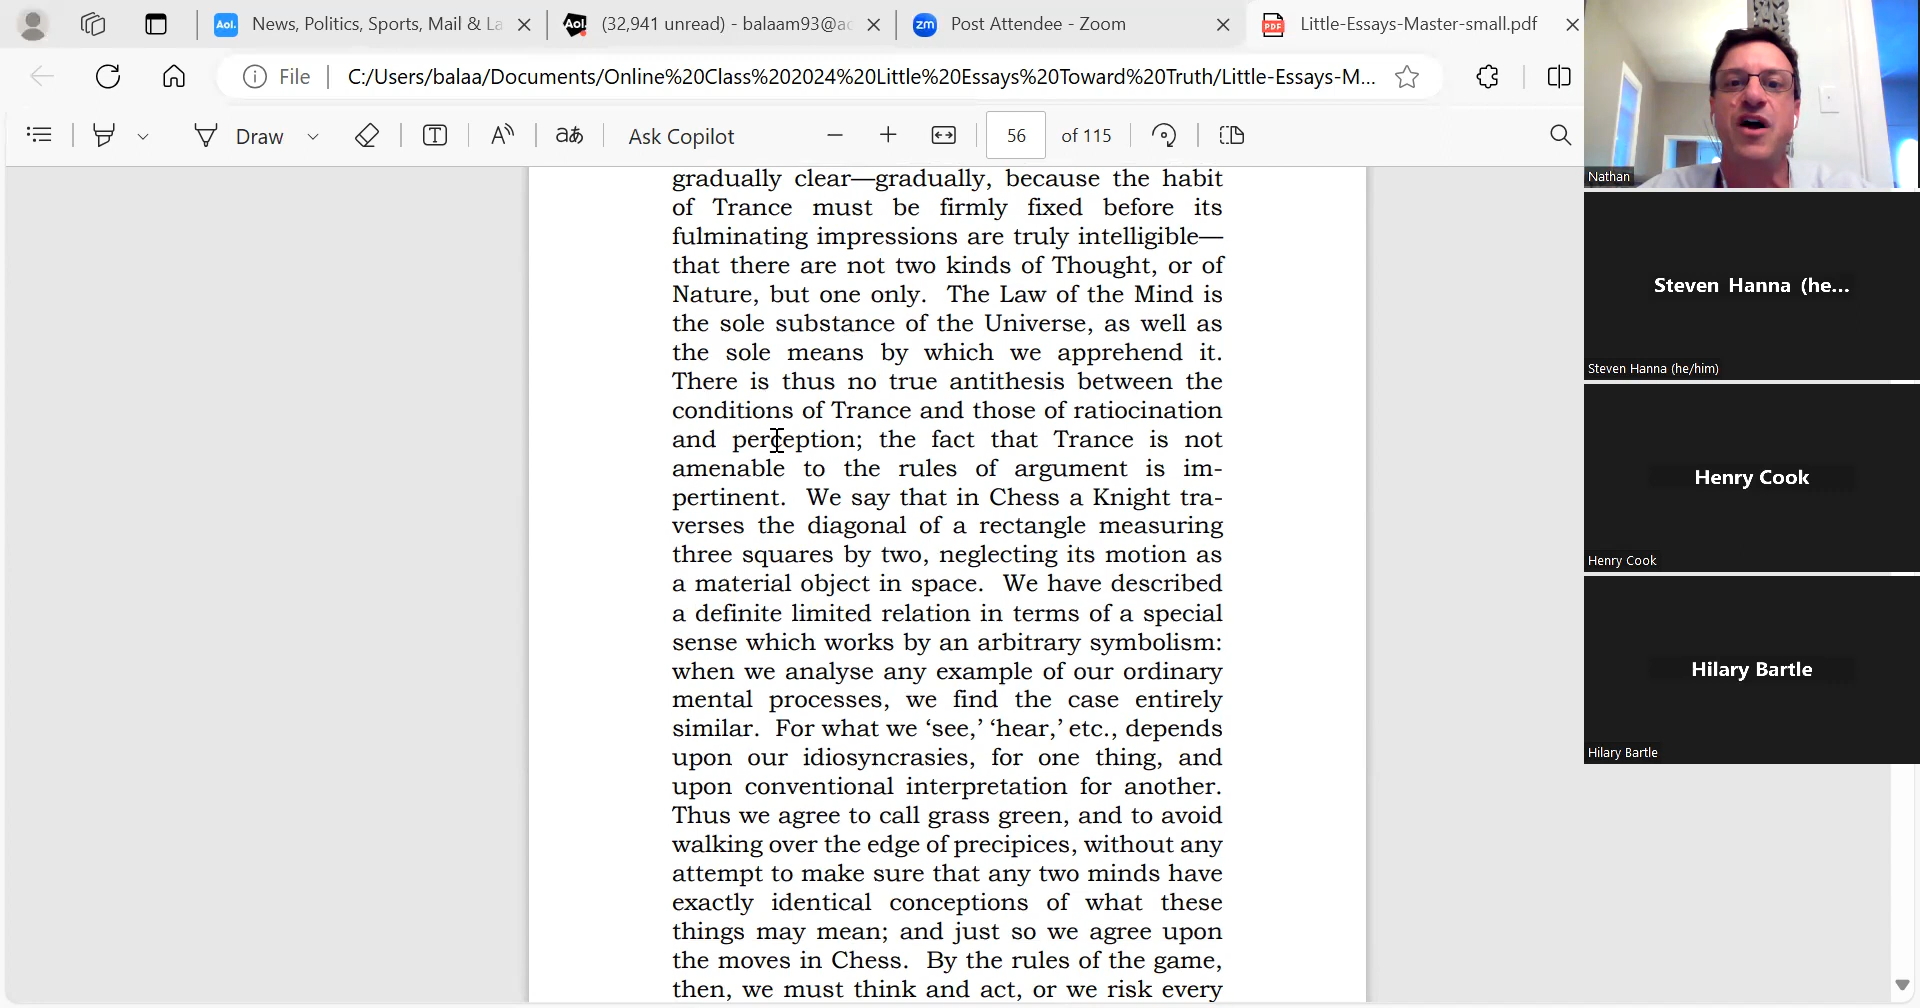 News, Politics, Sports, Mail & La
(32,941 unread) - balaam93@ao
Post Attendee - Zoom
Little-Essays-Master-small.pdf
File
C:/Users/balaa/Documents/Online%20Class%202024%20Little%20Essays%20Toward%20Truth/Little-Essays-M...
Draw
Ask Copilot
56
of 115
gradually clear—gradually, because the habit
of Trance must be firmly fixed before its
fulminating impressions are truly intelligible—
that there are not two kinds of Thought, or of
Nature, but one only. The Law of the Mind is
the sole substance of the Universe, as well as
the sole means by which we apprehend it.
There is thus no true antithesis between the
conditions of Trance and those of ratiocination
and perception; the fact that Trance is not
amenable to the rules of argument is im-
pertinent. We say that in Chess a Knight tra-
verses the diagonal of a rectangle measuring
three squares by two, neglecting its motion as
a material object in space. We have described
a definite limited relation in terms of a special
sense which works by an arbitrary symbolism:
when we analyse any example of our ordinary
mental processes, we find the case entirely
similar. For what we ‘see,’ ‘hear,’ etc., depends
upon our idiosyncrasies, for one thing, and
upon conventional interpretation for another.
Thus we agree to call grass green, and to avoid
walking over the edge of precipices, without any
attempt to make sure that any two minds have
exactly identical conceptions of what these
things may mean; and just so we agree upon
the moves in Chess. By the rules of the game,
then, we must think and act, or we risk every
Nathan
Steven Hanna (he...
Steven Hanna (he/him)
Henry Cook
Henry Cook
Hilary Bartle
Hilary Bartle